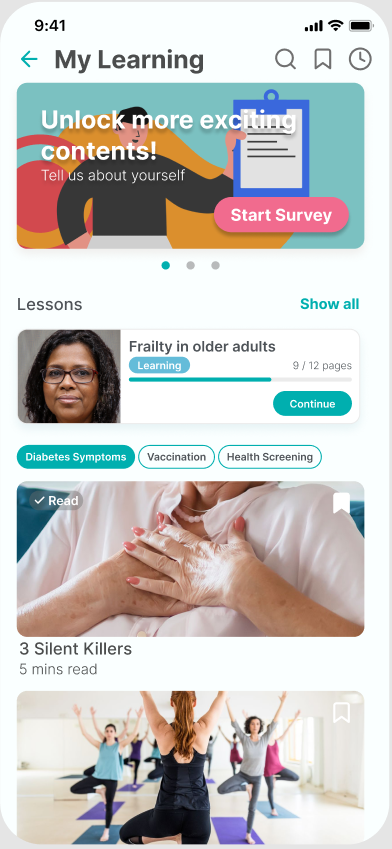 9:41
My Learning
Unlock more exciting
contents!
Tell us about yourself
Start Survey
Lessons
Show all
Frailty in older adults
Learning
9 / 12 pages
Continue
Diabetes Symptoms
Vaccination
Health Screening
Read
3 Silent Killers
5 mins read